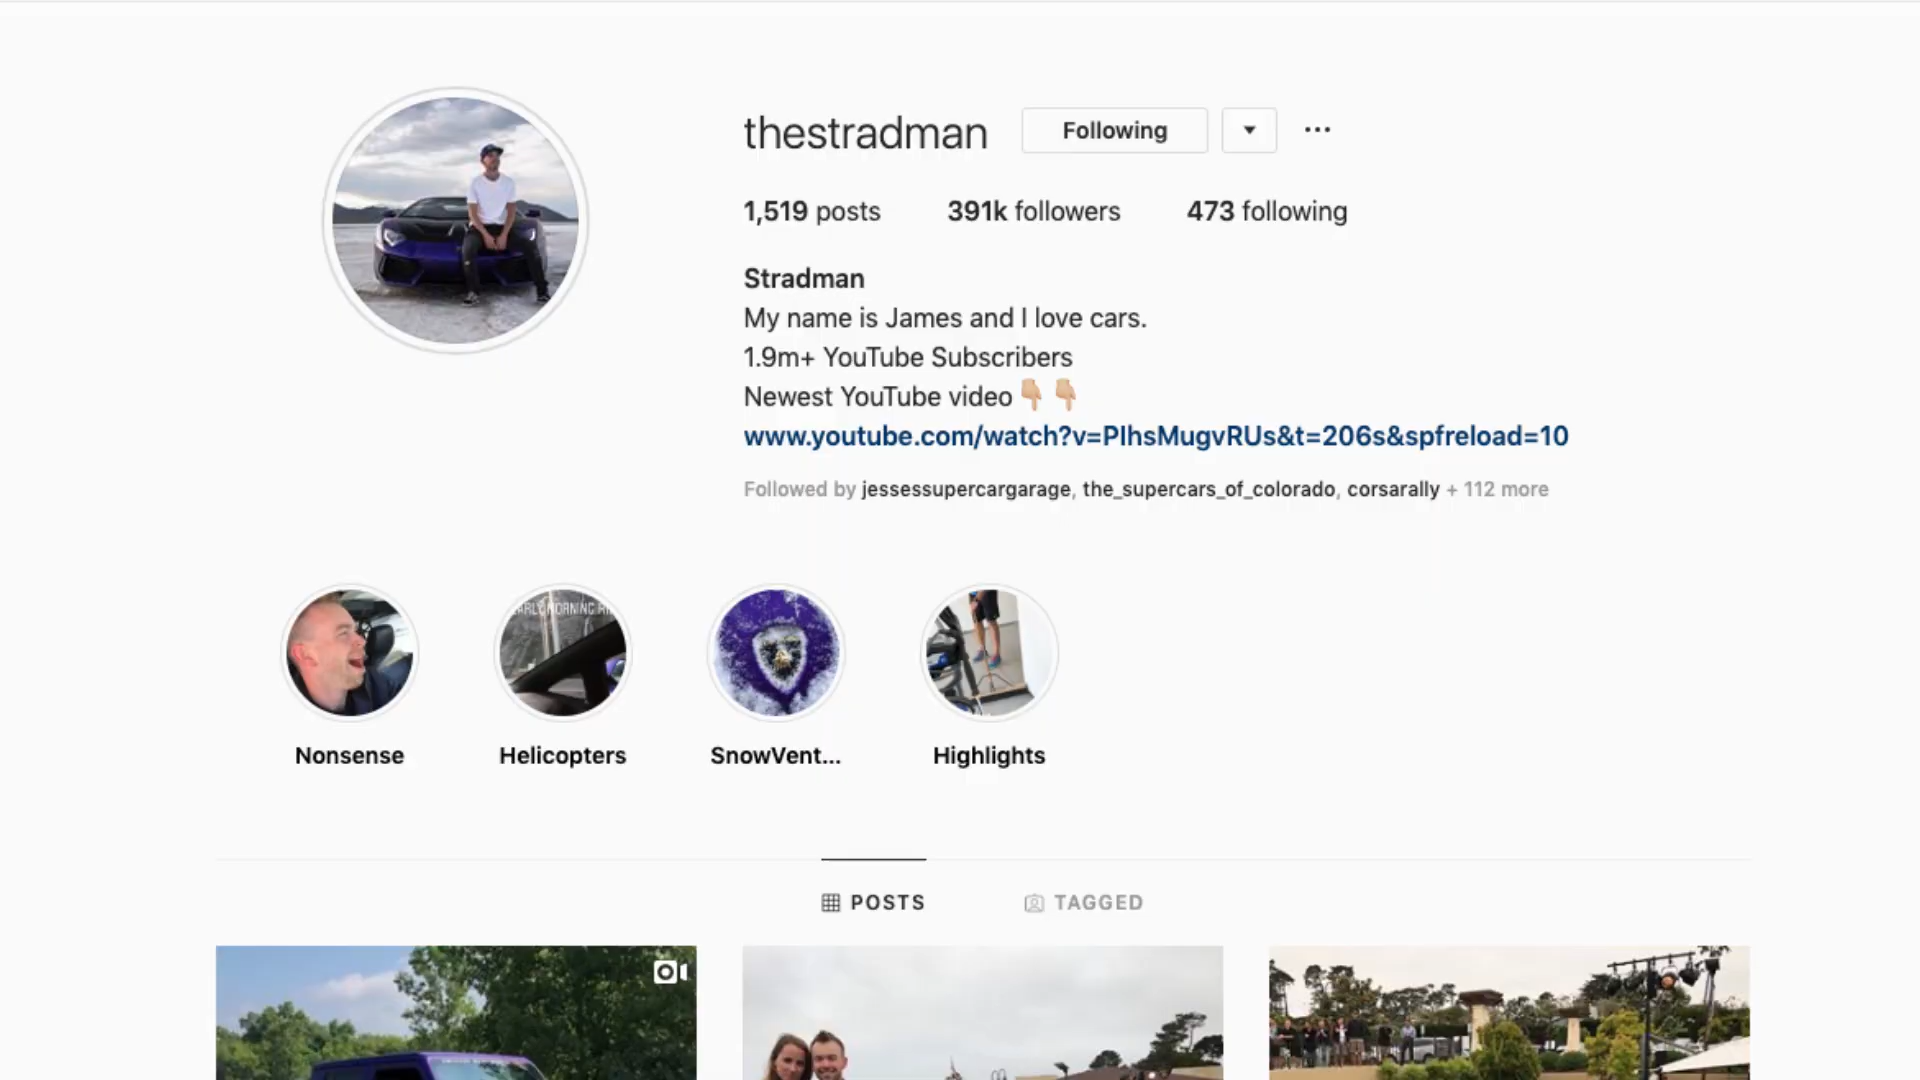 thestradman Following
1,519 posts 391k followers 473 following
Stradman
My name is James and I love cars.
1.9m+ YouTube Subscribers
Newest YouTube video👇🏼👇🏼
www.youtube.com/watch?v=PlhsMugvRUs&t=206s&spfreload=10
Followed by jessessupercargarage, the_supercars_of_colorado, corsarally + 112 more
Nonsense Helicopters SnowVent... Highlights
POSTS TAGGED